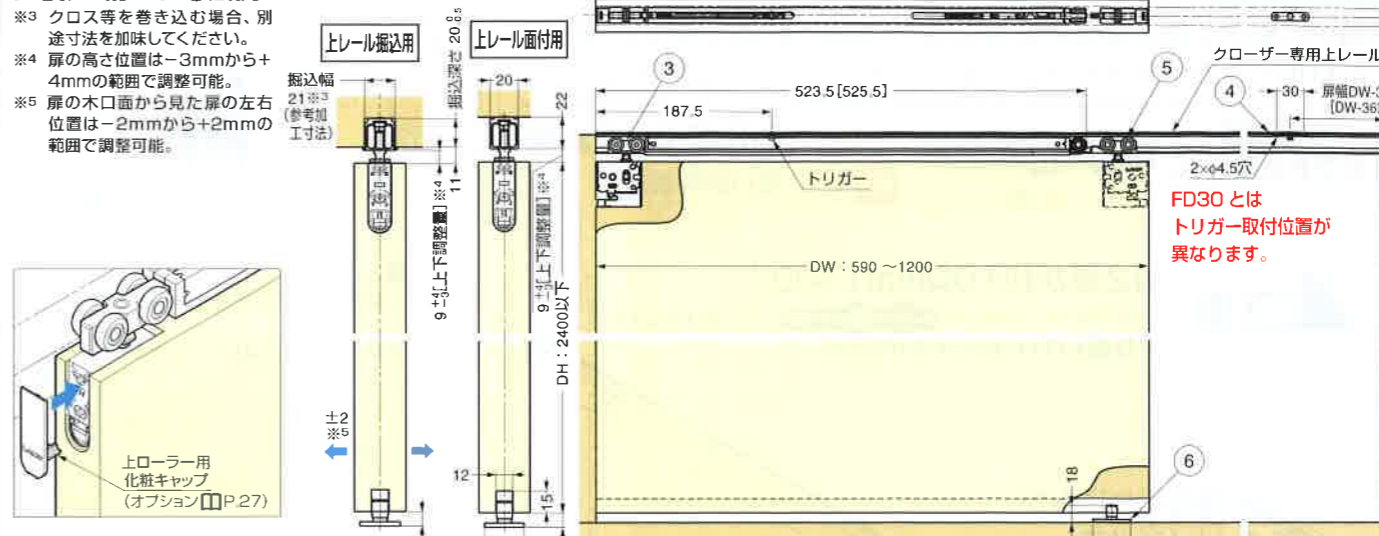 ※3 クロス等を巻き込む場合、別
途寸法を加味してください。
※4 扉の高さ位置は−3mmから+
4mmの範囲で調整可能。
※5 扉の木口面から見た扉の左右
位置は−2mmから+2mmの
範囲で調整可能。
上レール掘込用
上レール面付用
掘込幅
21※3
(参考加
工寸法)
掘込深さ 20 0 -0.5
20
22
11
9 +4 -3 [上下調整量]※4
9 +4 -3 [上下調整量]※4
DH：2400以下
±2
※5
12
15
上ローラー用
化粧キャップ
(オプション P.27)
③
⑤
クローザー専用上レール
④
523.5[525.5]
30
187.5
トリガー
2×φ4.5穴
FD30 とは
トリガー取付位置が
異なります。
DW：590 ～1200
18
⑥